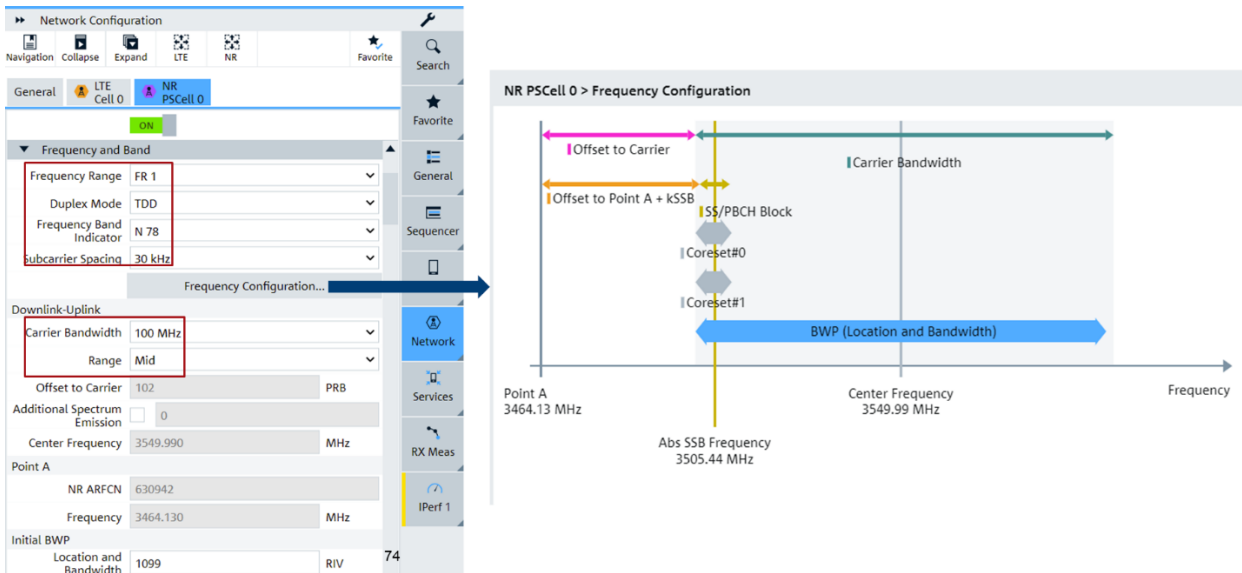 Network Configuration
Navigation Collapse Expand LTE NR Favorite
General LTE Cell 0 NR PSCell 0
ON
Frequency and Band
Frequency Range FR 1
Duplex Mode TDD
Frequency Band Indicator N 78
Subcarrier Spacing 30 kHz
Frequency Configuration...
Downlink-Uplink
Carrier Bandwidth 100 MHz
Range Mid
Offset to Carrier 102 PRB
Additional Spectrum Emission 0
Center Frequency 3549.990 MHz
Point A
NR ARFCN 630942
Frequency 3464.130 MHz
Initial BWP
Location and Bandwidth 1099 RIV
74
Search
Favorite
General
Sequencer
Network
Services
RX Meas
IPerf 1
NR PSCell 0 > Frequency Configuration
Offset to Carrier
Carrier Bandwidth
Offset to Point A + kSSB
SS/PBCH Block
Coreset#0
Coreset#1
BWP (Location and Bandwidth)
Point A
3464.13 MHz
Center Frequency
3549.99 MHz
Frequency
Abs SSB Frequency
3505.44 MHz